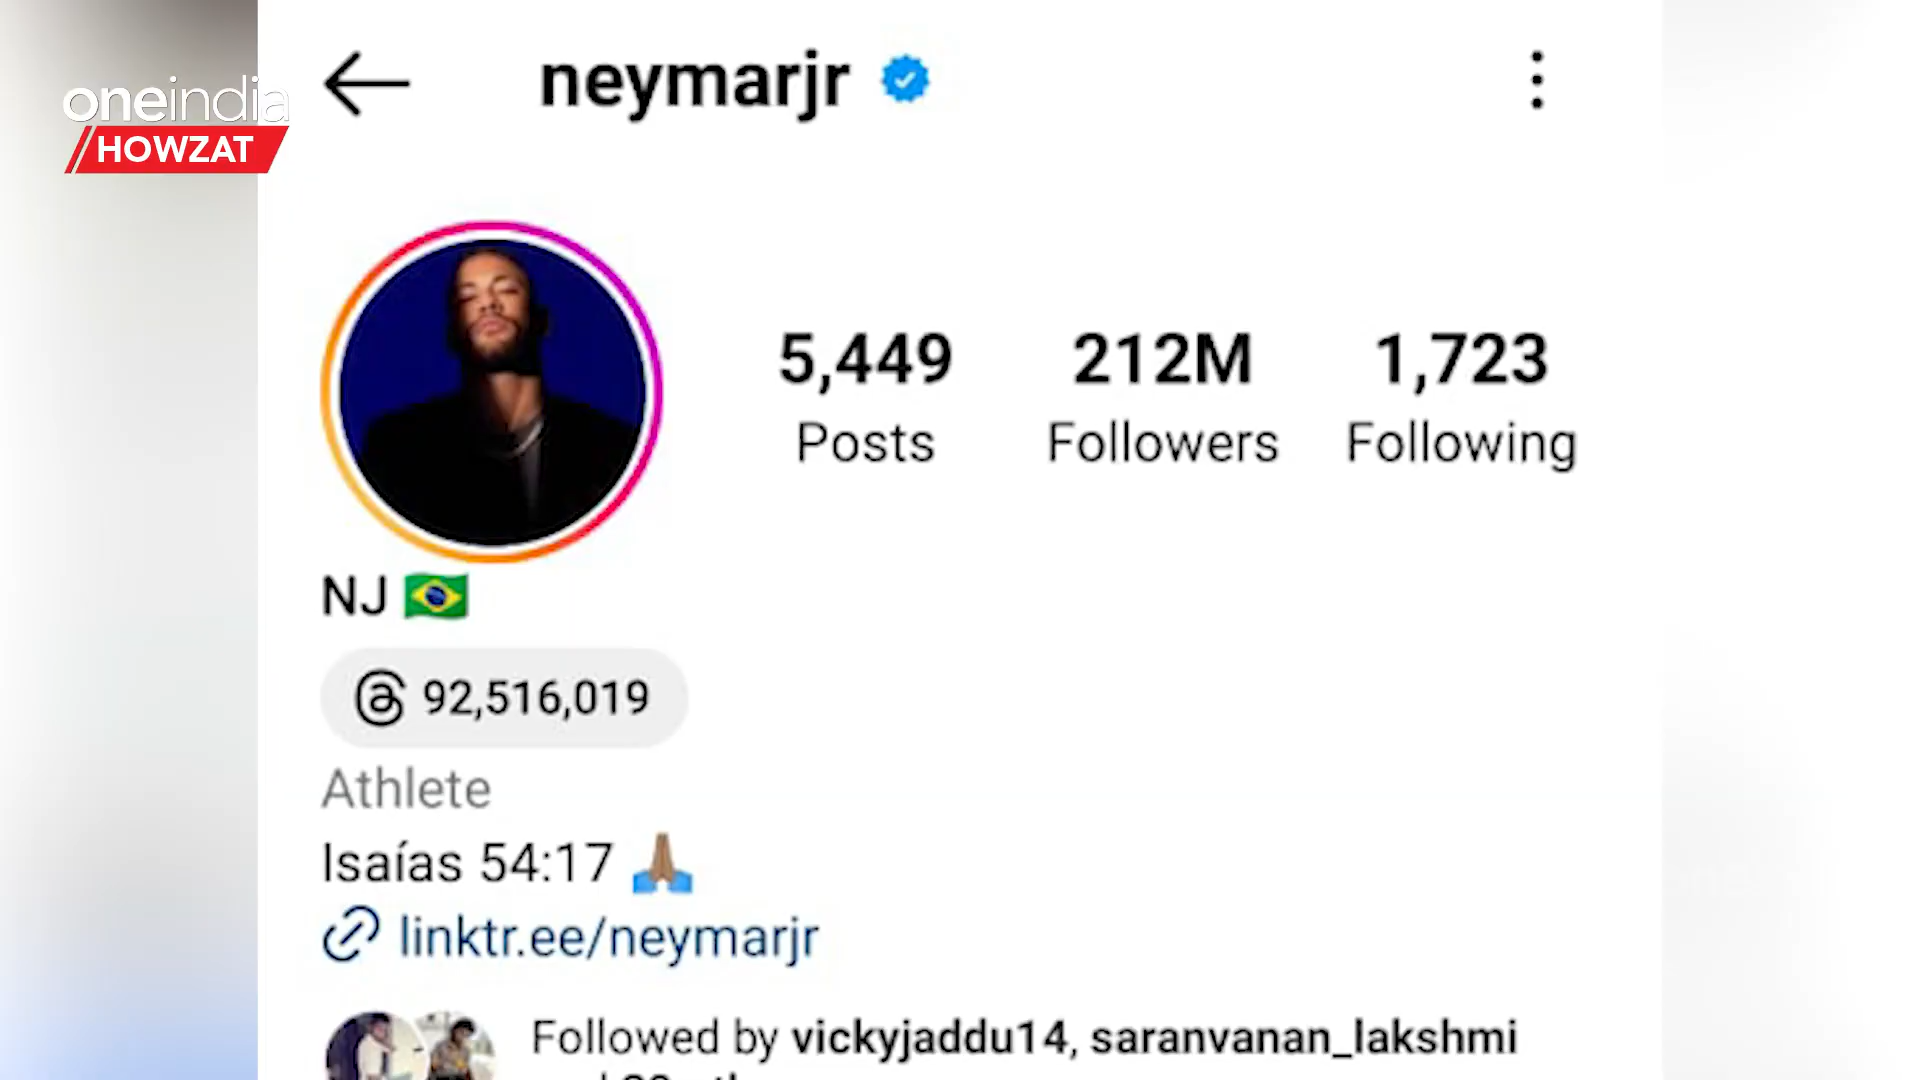 oneindia
HOWZAT
neymarjr
5,449 212M 1,723
Posts Followers Following
NJ
92,516,019
Athlete
Isaías 54:17
linktr.ee/neymarjr
Followed by vickyjaddu14, saranvanan_lakshmi